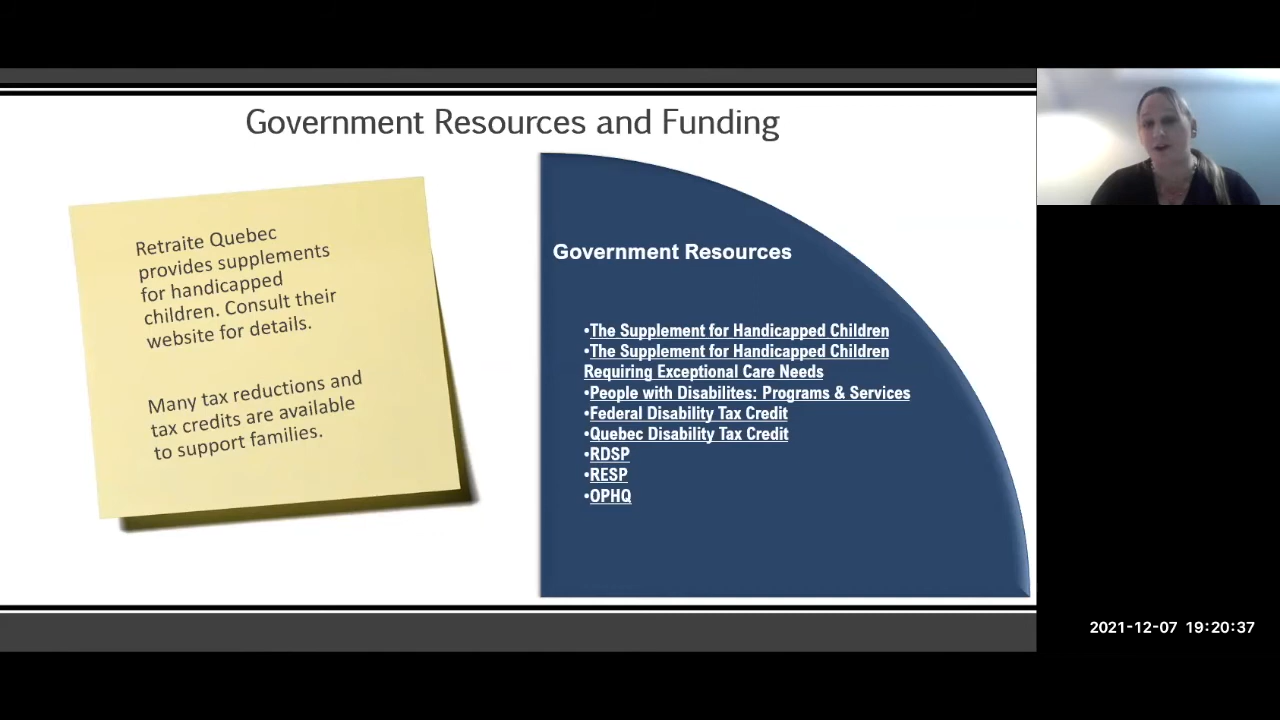 Government Resources and Funding
Retraite Quebec
provides supplements
for handicapped
children. Consult their
website for details.
Many tax reductions and
tax credits are available
to support families.
Government Resources
•The Supplement for Handicapped Children
•The Supplement for Handicapped Children
Requiring Exceptional Care Needs
•People with Disabilites: Programs & Services
•Federal Disability Tax Credit
•Quebec Disability Tax Credit
•RDSP
•RESP
•OPHQ
2021-12-07 19:20:37